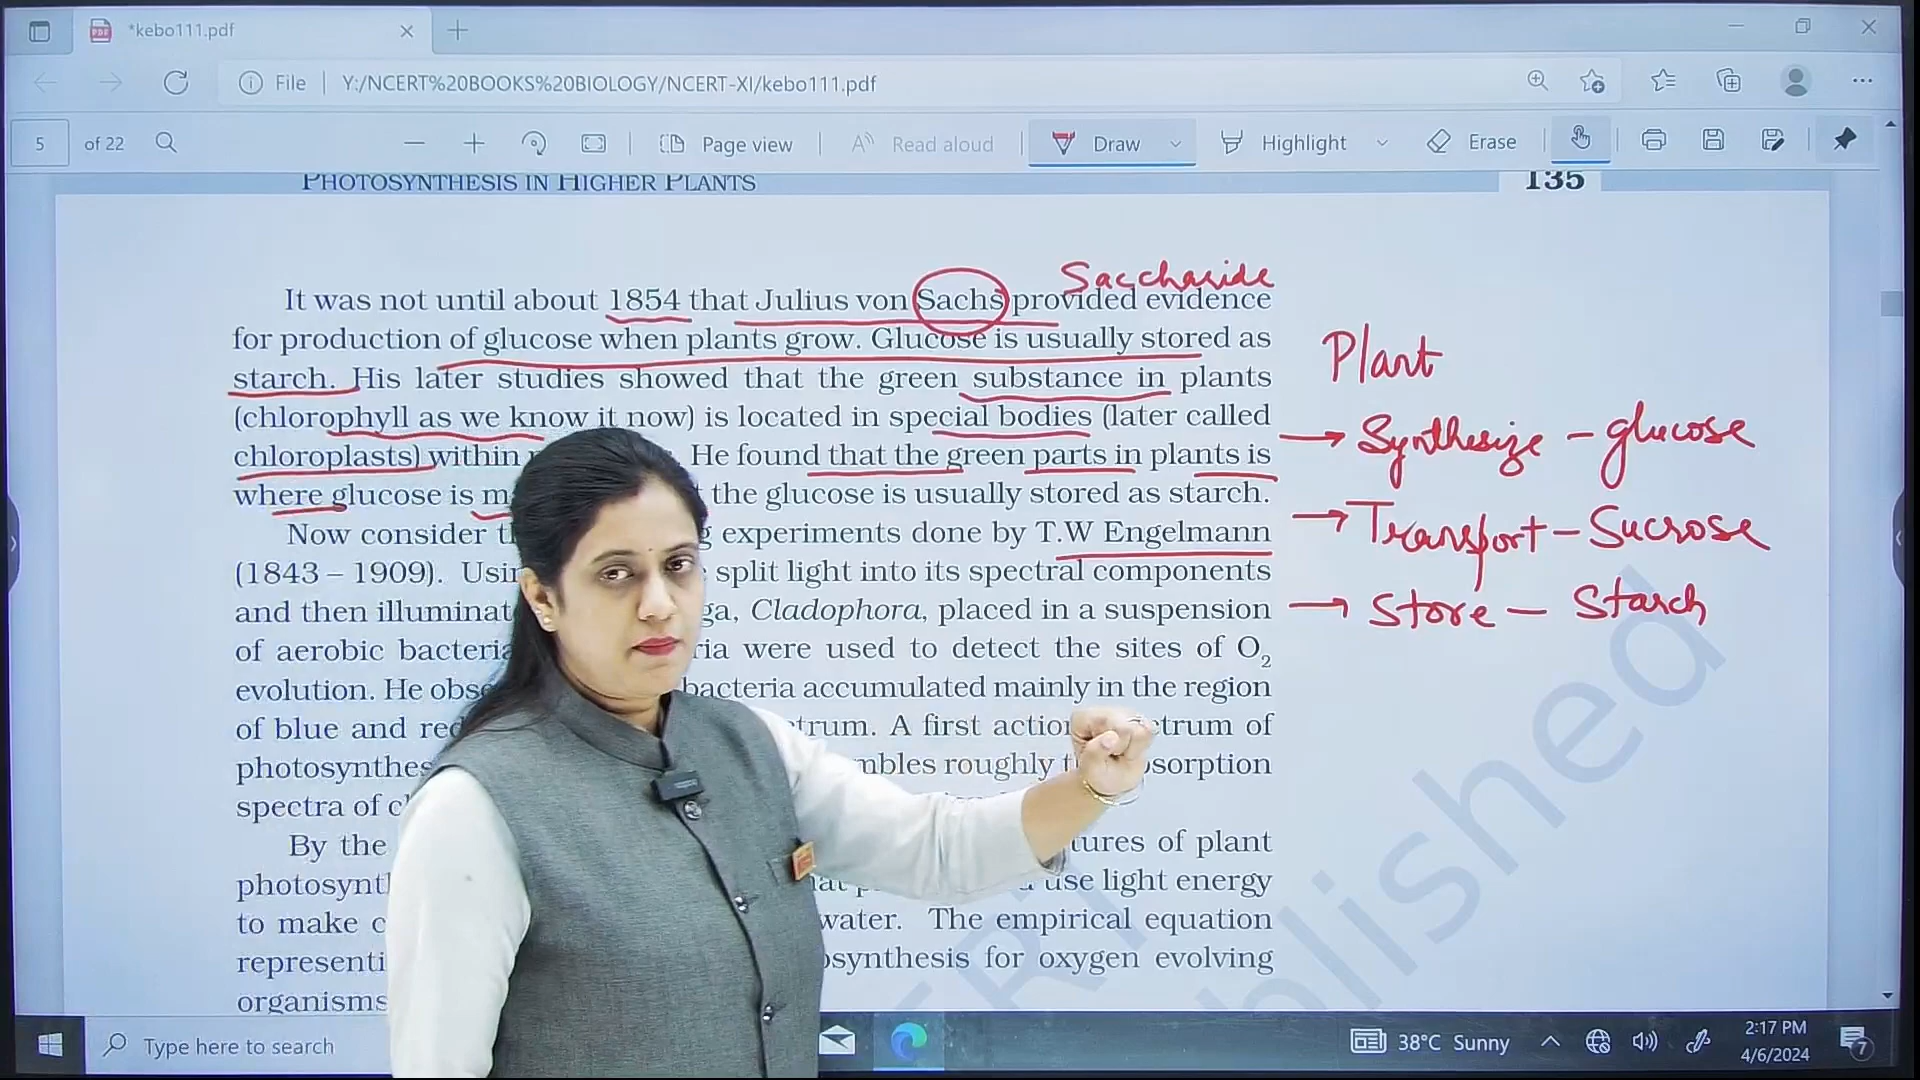 *kebo111.pdf
File Y:/NCERT%20BOOKS%20BIOLOGY/NCERT-XI/kebo111.pdf
5 of 22 Page view Read aloud Draw Highlight Erase
PHOTOSYNTHESIS IN HIGHER PLANTS 135
Saccharide
It was not until about 1854 that Julius von Sachs provided evidence
for production of glucose when plants grow. Glucose is usually stored as
starch. His later studies showed that the green substance in plants
(chlorophyll as we know it now) is located in special bodies (later called
chloroplasts) within He found that the green parts in plants is
where glucose is the glucose is usually stored as starch.
Now consider experiments done by T.W Engelmann
(1843 – 1909). split light into its spectral components
and then Cladophora, placed in a suspension
of aerobic were used to detect the sites of O2
evolution. He bacteria accumulated mainly in the region
of blue and A first of
roughly
spectra of
By the of plant
use light energy
to make water. The empirical equation
for oxygen evolving
organisms
Plant
→ Synthesize – glucose
→ Transport – Sucrose
→ Store – Starch
Type here to search
38°C Sunny
2:17 PM
4/6/2024
7